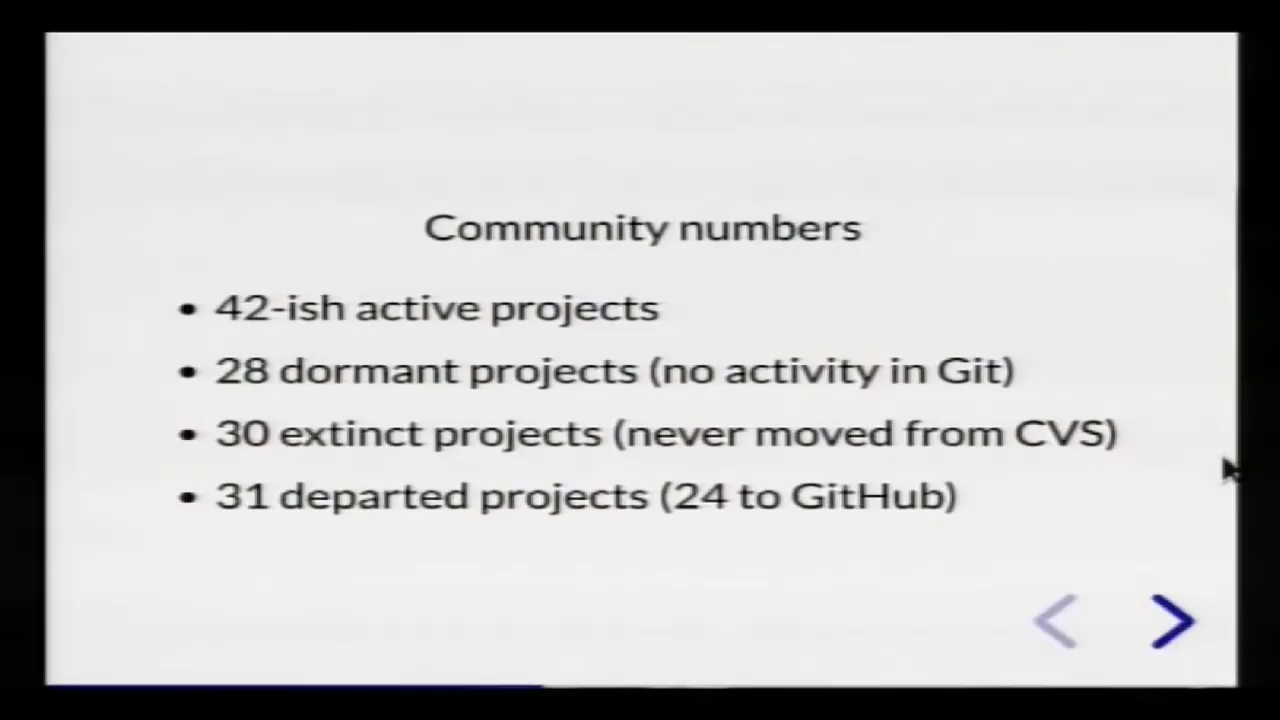 Community numbers
• 42-ish active projects
• 28 dormant projects (no activity in Git)
• 30 extinct projects (never moved from CVS)
• 31 departed projects (24 to GitHub)